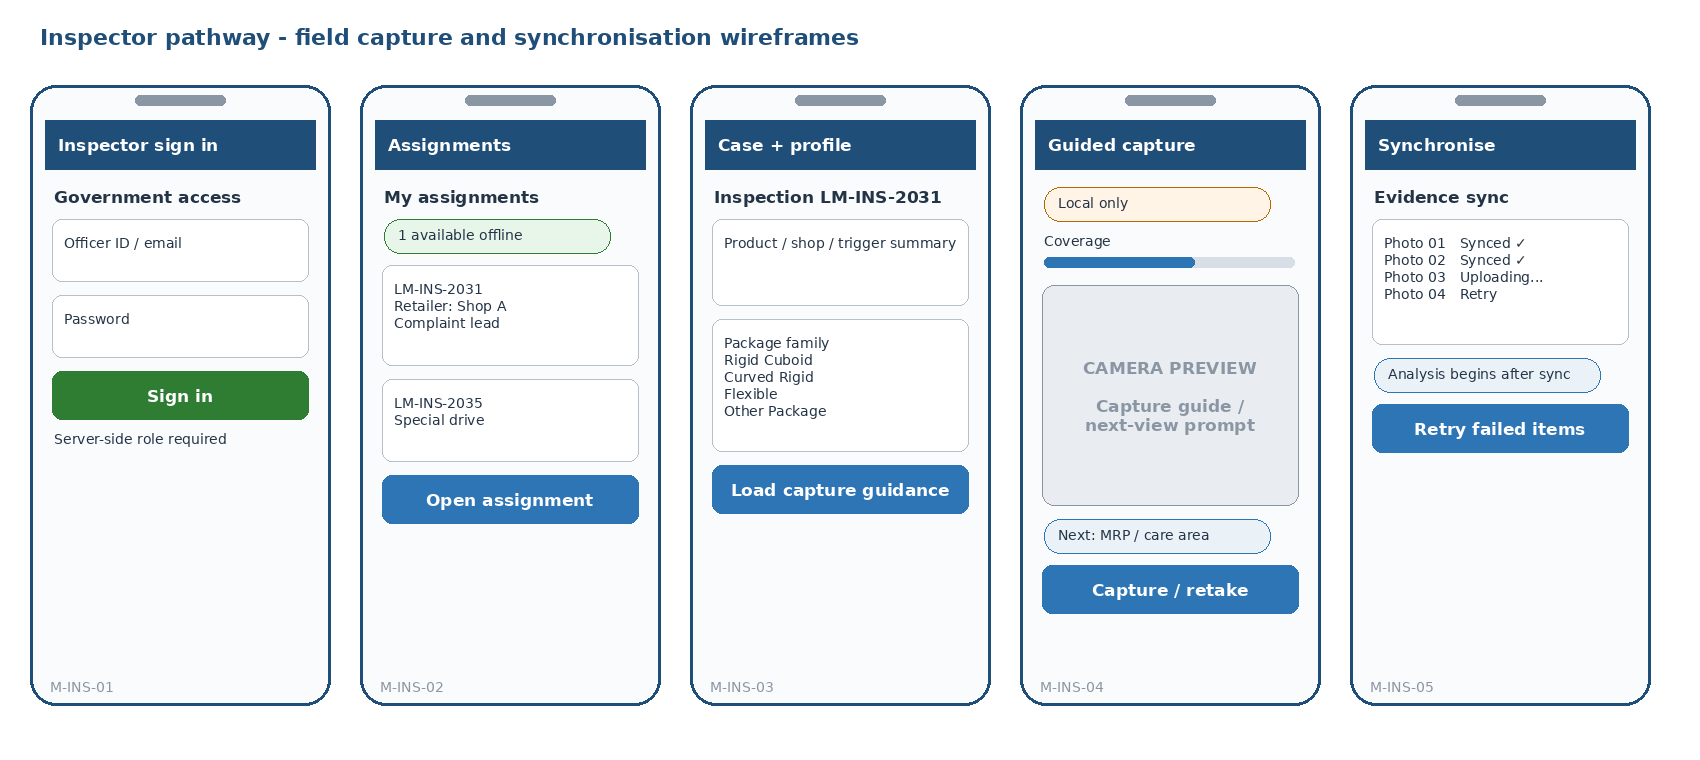 Inspector pathway - field capture and synchronisation wireframes
Inspector sign in
Government access
Officer ID / email
Password
Sign in
Server-side role required
M-INS-01
Assignments
My assignments
1 available offline
LM-INS-2031
Retailer: Shop A
Complaint lead
LM-INS-2035
Special drive
Open assignment
M-INS-02
Case + profile
Inspection LM-INS-2031
Product / shop / trigger summary
Package family
Rigid Cuboid
Curved Rigid
Flexible
Other Package
Load capture guidance
M-INS-03
Guided capture
Local only
Coverage
CAMERA PREVIEW
Capture guide /
next-view prompt
Next: MRP / care area
Capture / retake
M-INS-04
Synchronise
Evidence sync
Photo 01 Synced ✓
Photo 02 Synced ✓
Photo 03 Uploading...
Photo 04 Retry
Analysis begins after sync
Retry failed items
M-INS-05